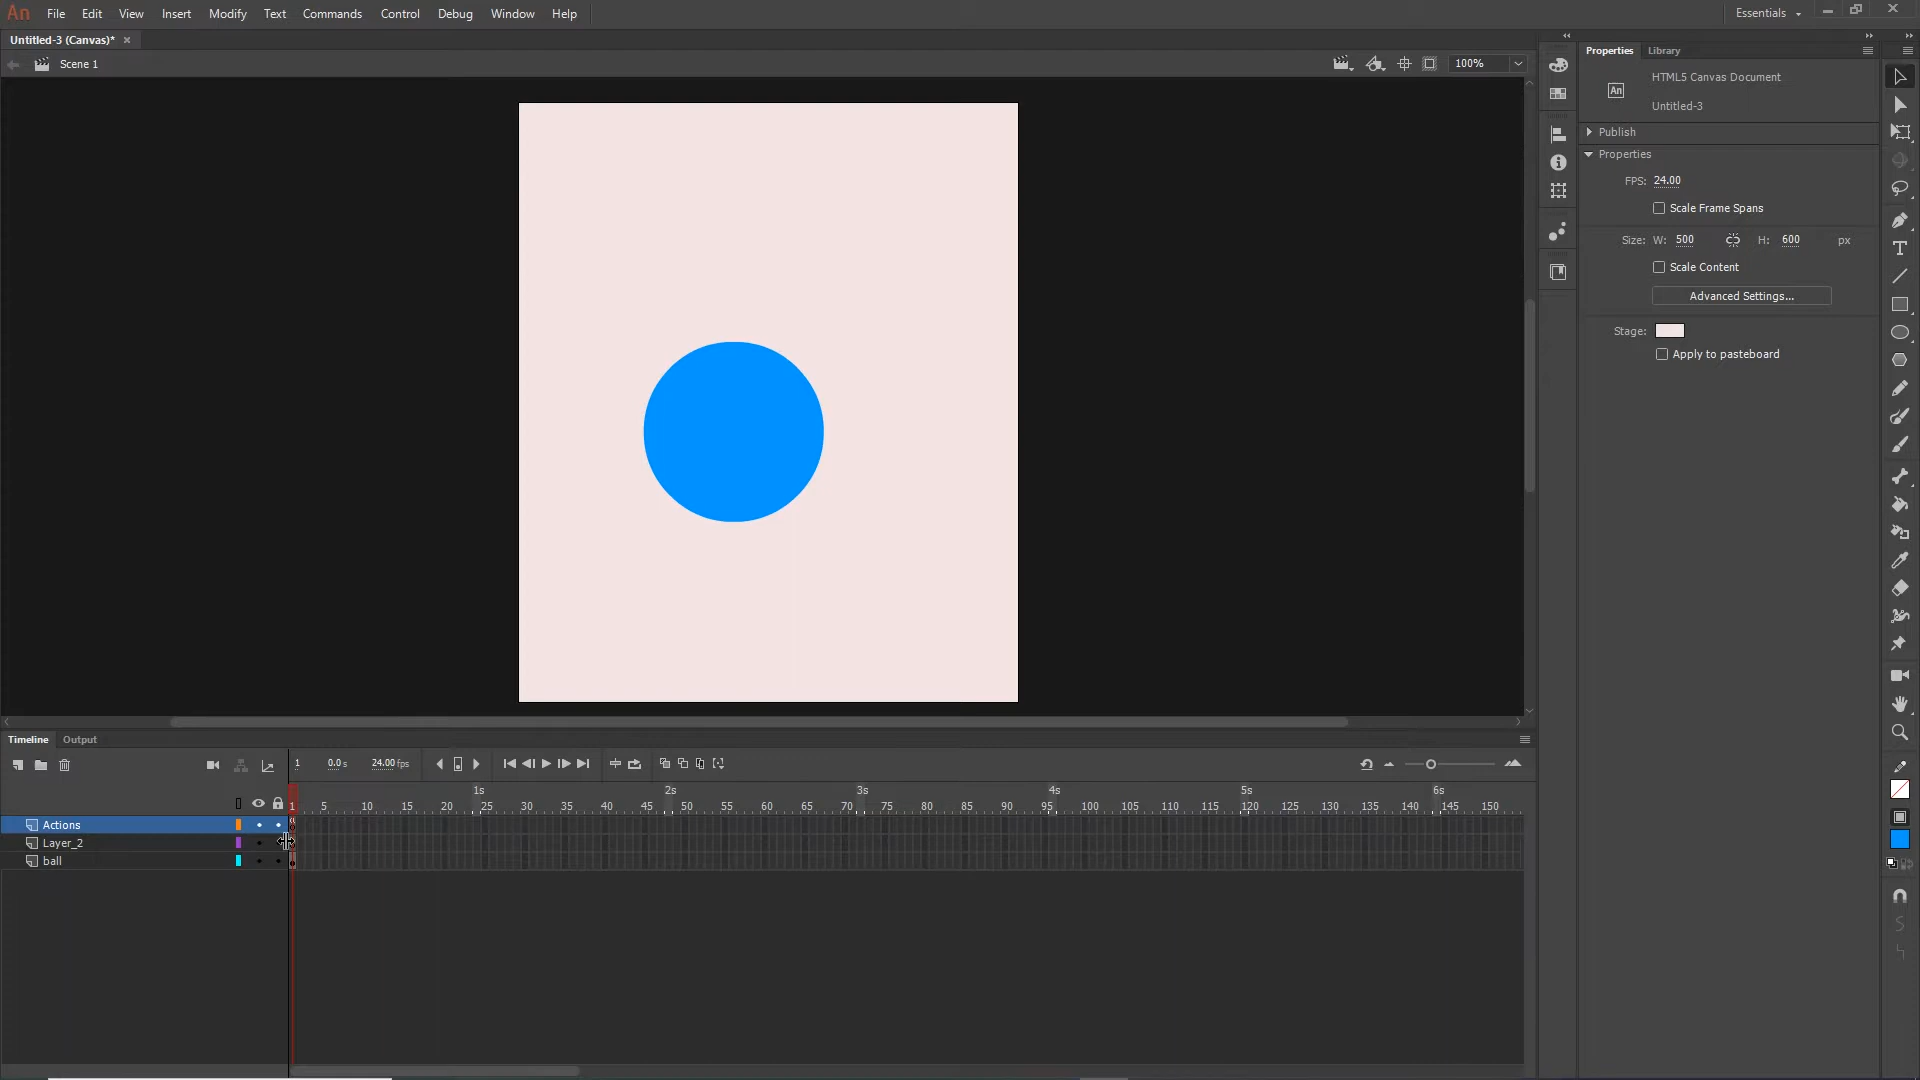 An File Edit View Insert Modify Text Commands Control Debug Window Help Essentials
Untitled-3 (Canvas)*
Scene 1
100%
Properties Library
HTML5 Canvas Document
An
Untitled-3
Publish
Properties
FPS: 24.00
Scale Frame Spans
Size: W: 500 H: 600 px
Scale Content
Advanced Settings...
Stage:
Apply to pasteboard
Timeline Output
1 0.0 s 24.00 fps
1s 2s 3s 4s 5s 6s
1 5 10 15 20 25 30 35 40 45 50 55 60 65 70 75 80 85 90 95 100 105 110 115 120 125 130 135 140 145 150
Actions
Layer_2
ball